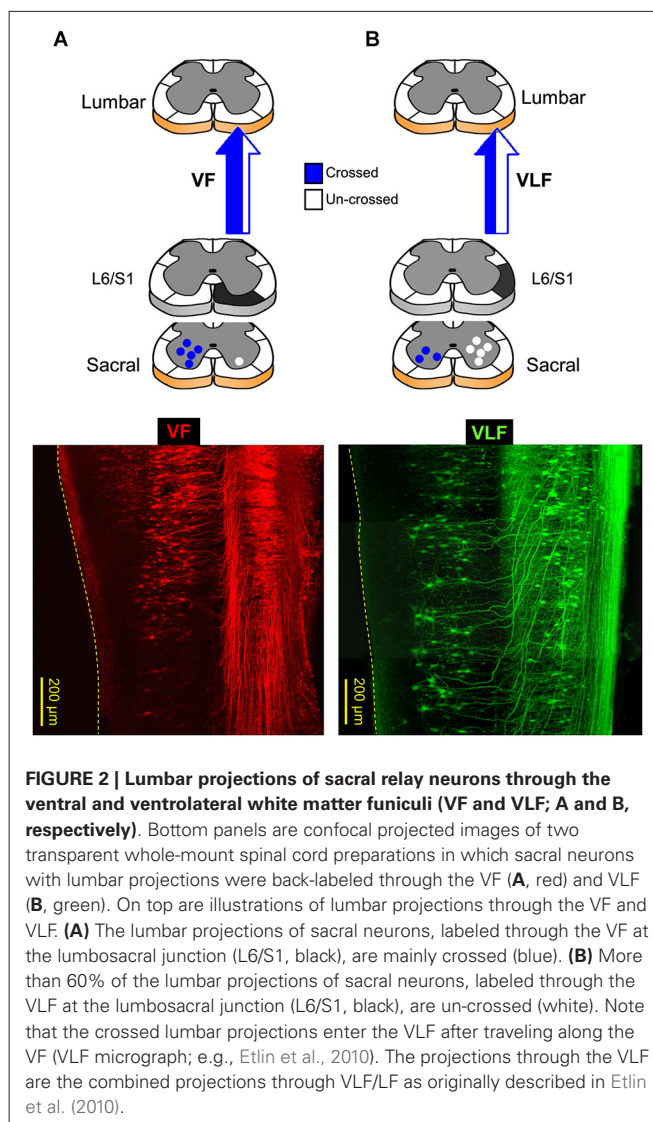 A
B
Lumbar
Lumbar
VF
Crossed
Un-crossed
VLF
L6/S1
L6/S1
Sacral
Sacral
VF
VLF
200 µm
200 µm
FIGURE 2 | Lumbar projections of sacral relay neurons through the
ventral and ventrolateral white matter funiculi (VF and VLF; A and B,
respectively). Bottom panels are confocal projected images of two
transparent whole-mount spinal cord preparations in which sacral neurons
with lumbar projections were back-labeled through the VF (A, red) and VLF
(B, green). On top are illustrations of lumbar projections through the VF and
VLF. (A) The lumbar projections of sacral neurons, labeled through the VF at
the lumbosacral junction (L6/S1, black), are mainly crossed (blue). (B) More
than 60% of the lumbar projections of sacral neurons, labeled through the
VLF at the lumbosacral junction (L6/S1, black), are un-crossed (white). Note
that the crossed lumbar projections enter the VLF after traveling along the
VF (VLF micrograph; e.g., Etlin et al., 2010). The projections through the VLF
are the combined projections through VLF/LF as originally described in Etlin
et al. (2010).